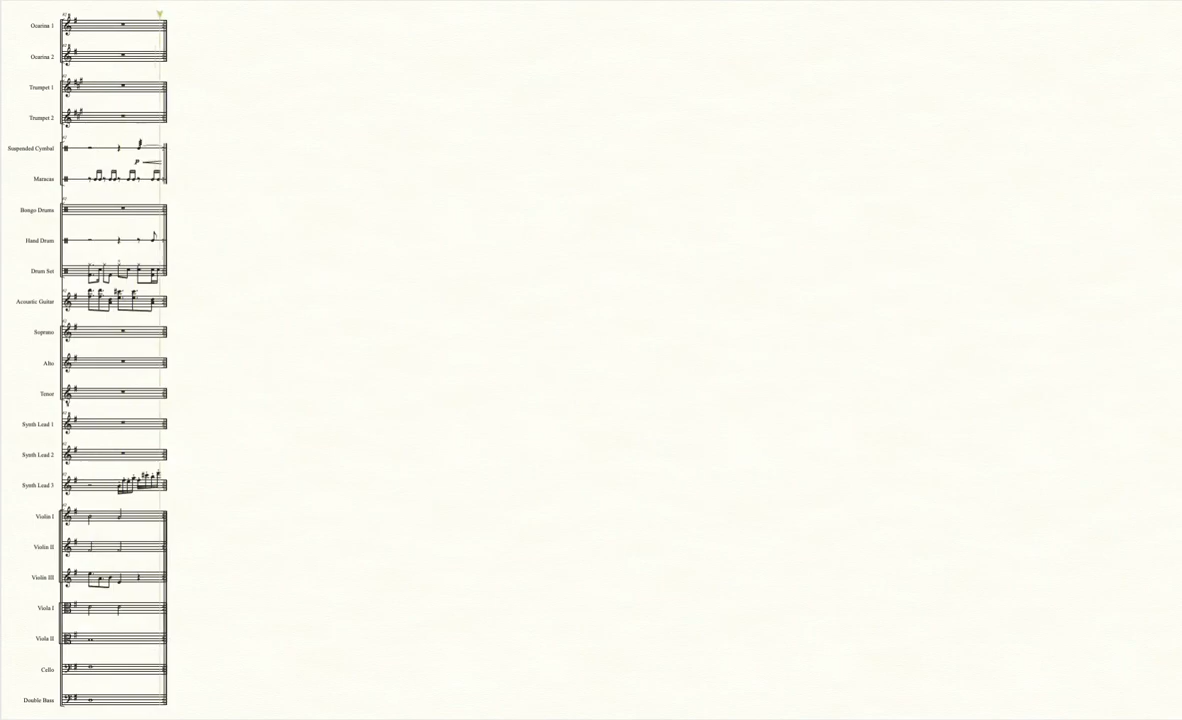 Ocarina 1
Ocarina 2
Trumpet 1
Trumpet 2
Suspended Cymbal
p
Maracas
Bongo Drums
Hand Drum
Drum Set
Acoustic Guitar
Soprano
Alto
Tenor
Synth Lead 1
Synth Lead 2
Synth Lead 3
Violin I
Violin II
Violin III
Viola I
Viola II
Cello
Double Bass